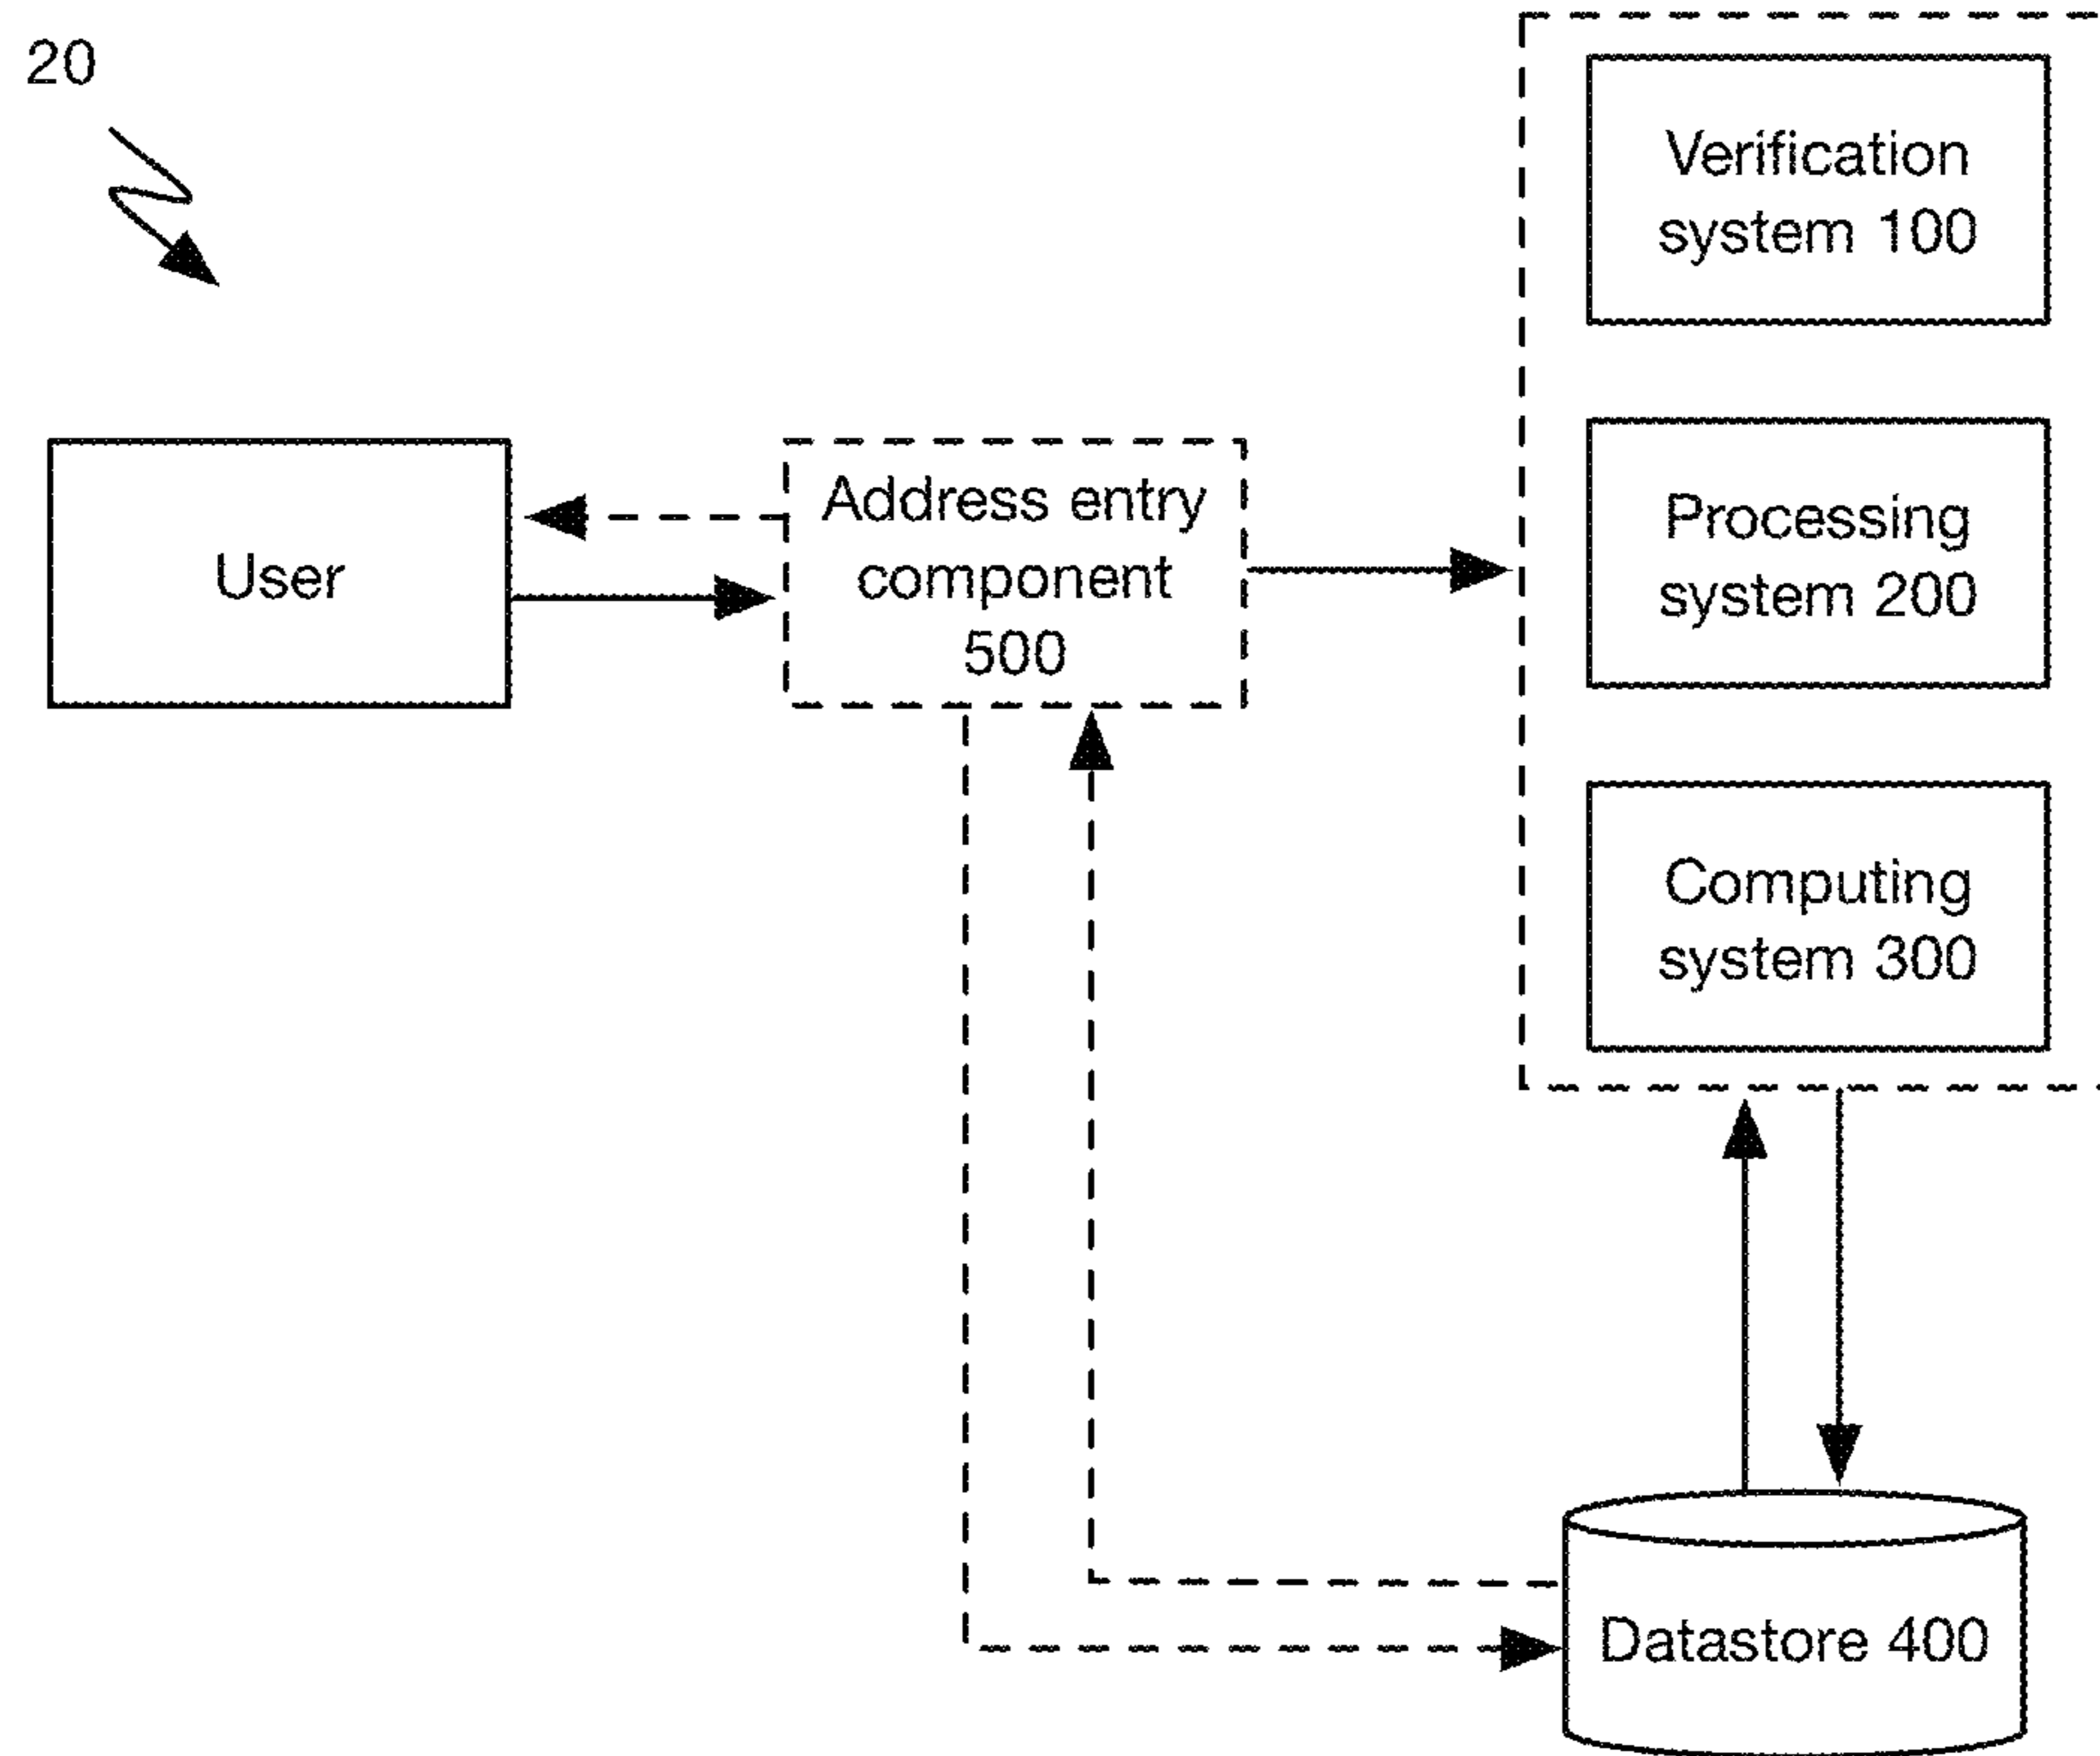 20
Verification
system 100
User
Address entry
component
500
Processing
system 200
Computing
system 300
Datastore 400